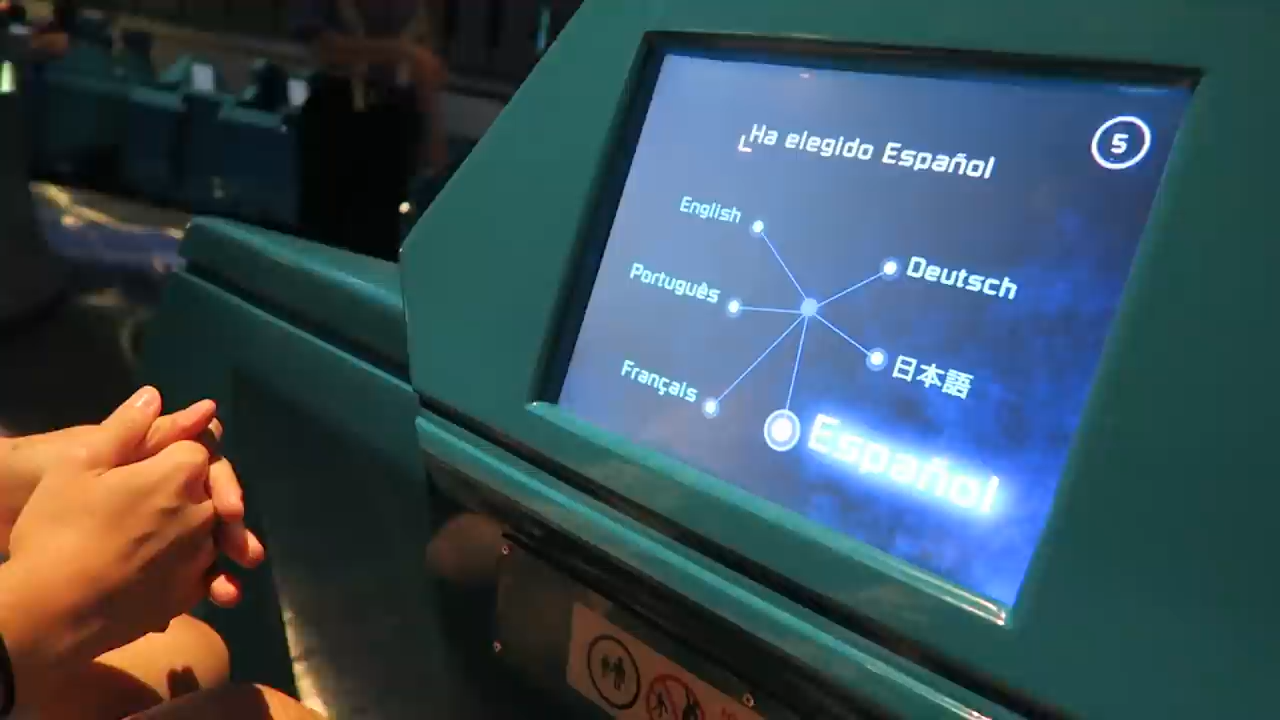 Ha elegido Español
5
English
Deutsch
Português
日本語
Français
Español